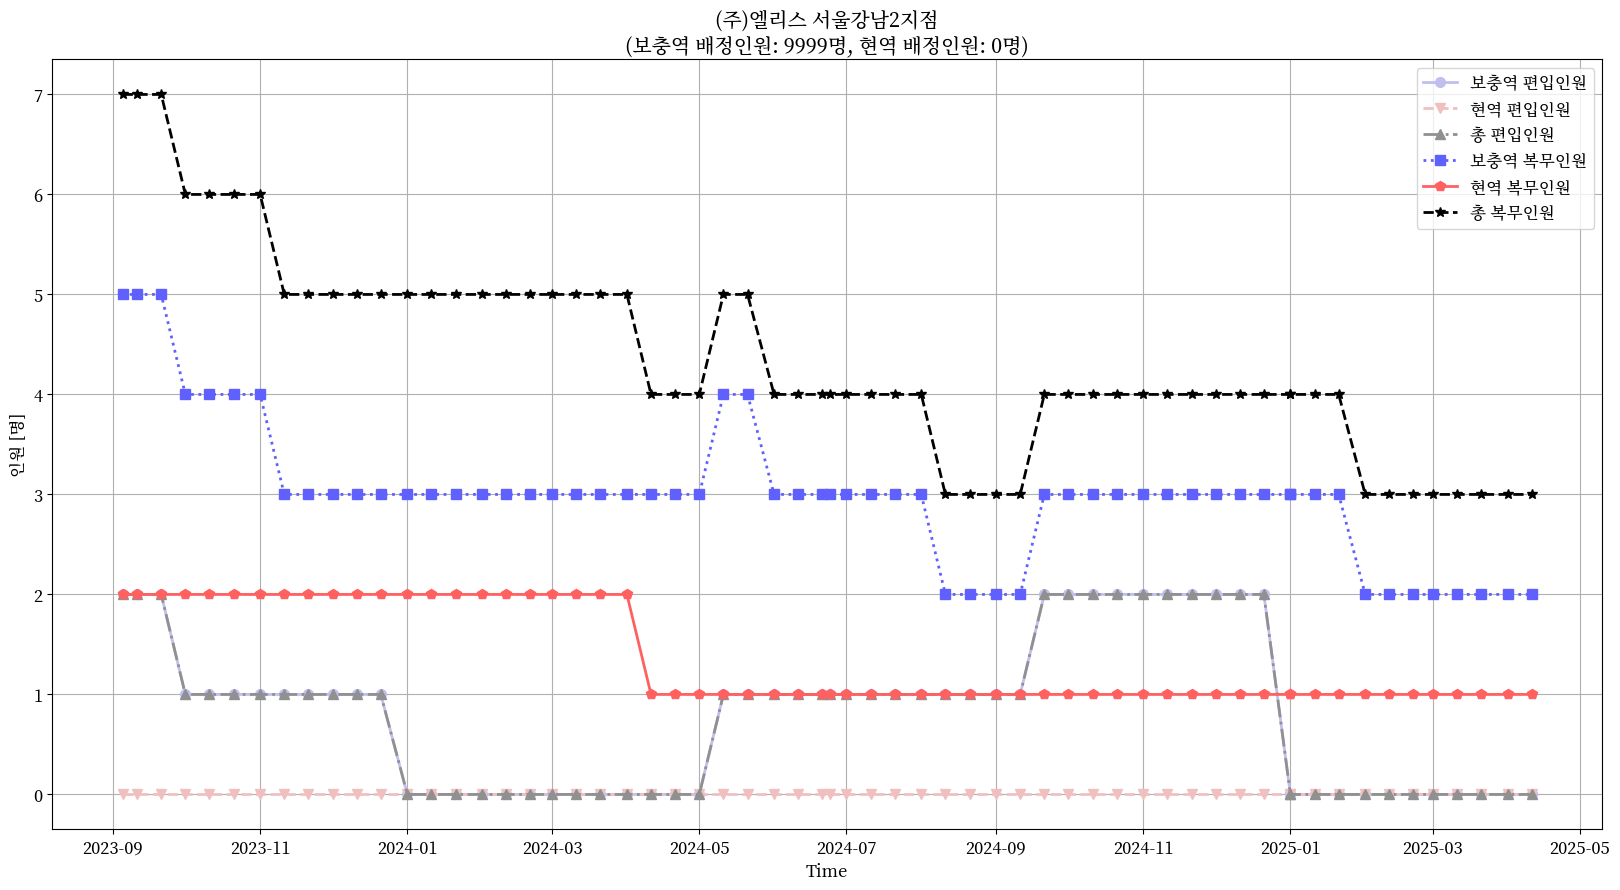 (주)엘리스 서울강남2지점
(보충역 배정인원: 9999명, 현역 배정인원: 0명)
보충역 편입인원
현역 편입인원
총 편입인원
보충역 복무인원
현역 복무인원
총 복무인원
7
6
5
4
3
2
1
0
인원 [명]
2023-09
2023-11
2024-01
2024-03
2024-05
2024-07
2024-09
2024-11
2025-01
2025-03
2025-05
Time